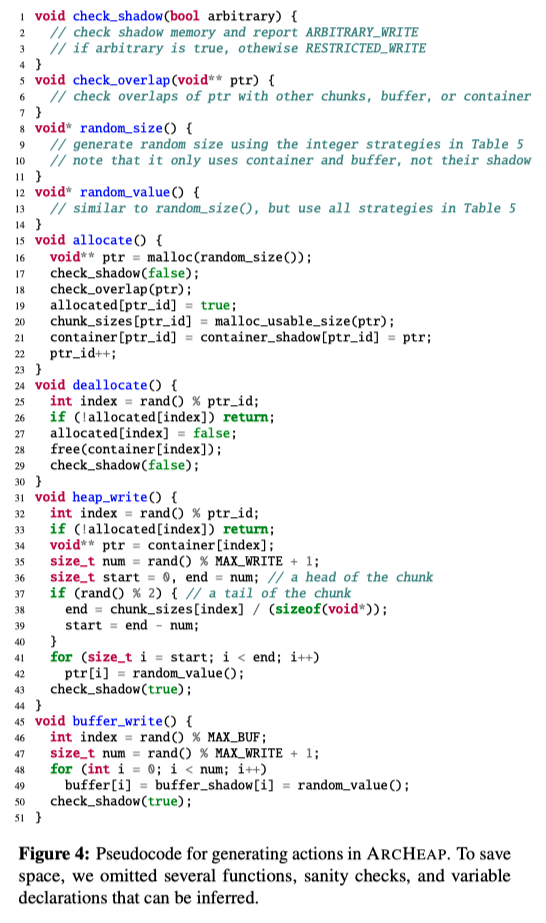 1 void check_shadow(bool arbitrary) {
2   // check shadow memory and report ARBITRARY_WRITE
3   // if arbitrary is true, othewise RESTRICTED_WRITE
4 }
5 void check_overlap(void** ptr) {
6   // check overlaps of ptr with other chunks, buffer, or container
7 }
8 void* random_size() {
9   // generate random size using the integer strategies in Table 5
10   // note that it only uses container and buffer, not their shadow
11 }
12 void* random_value() {
13   // similar to random_size(), but use all strategies in Table 5
14 }
15 void allocate() {
16   void** ptr = malloc(random_size());
17   check_shadow(false);
18   check_overlap(ptr);
19   allocated[ptr_id] = true;
20   chunk_sizes[ptr_id] = malloc_usable_size(ptr);
21   container[ptr_id] = container_shadow[ptr_id] = ptr;
22   ptr_id++;
23 }
24 void deallocate() {
25   int index = rand() % ptr_id;
26   if (!allocated[index]) return;
27   allocated[index] = false;
28   free(container[index]);
29   check_shadow(false);
30 }
31 void heap_write() {
32   int index = rand() % ptr_id;
33   if (!allocated[index]) return;
34   void** ptr = container[index];
35   size_t num = rand() % MAX_WRITE + 1;
36   size_t start = 0, end = num; // a head of the chunk
37   if (rand() % 2) { // a tail of the chunk
38     end = chunk_sizes[index] / (sizeof(void*));
39     start = end - num;
40   }
41   for (size_t i = start; i < end; i++)
42     ptr[i] = random_value();
43   check_shadow(true);
44 }
45 void buffer_write() {
46   int index = rand() % MAX_BUF;
47   size_t num = rand() % MAX_WRITE + 1;
48   for (int i = 0; i < num; i++)
49     buffer[i] = buffer_shadow[i] = random_value();
50   check_shadow(true);
51 }
Figure 4: Pseudocode for generating actions in ARCHEAP. To save
space, we omitted several functions, sanity checks, and variable
declarations that can be inferred.